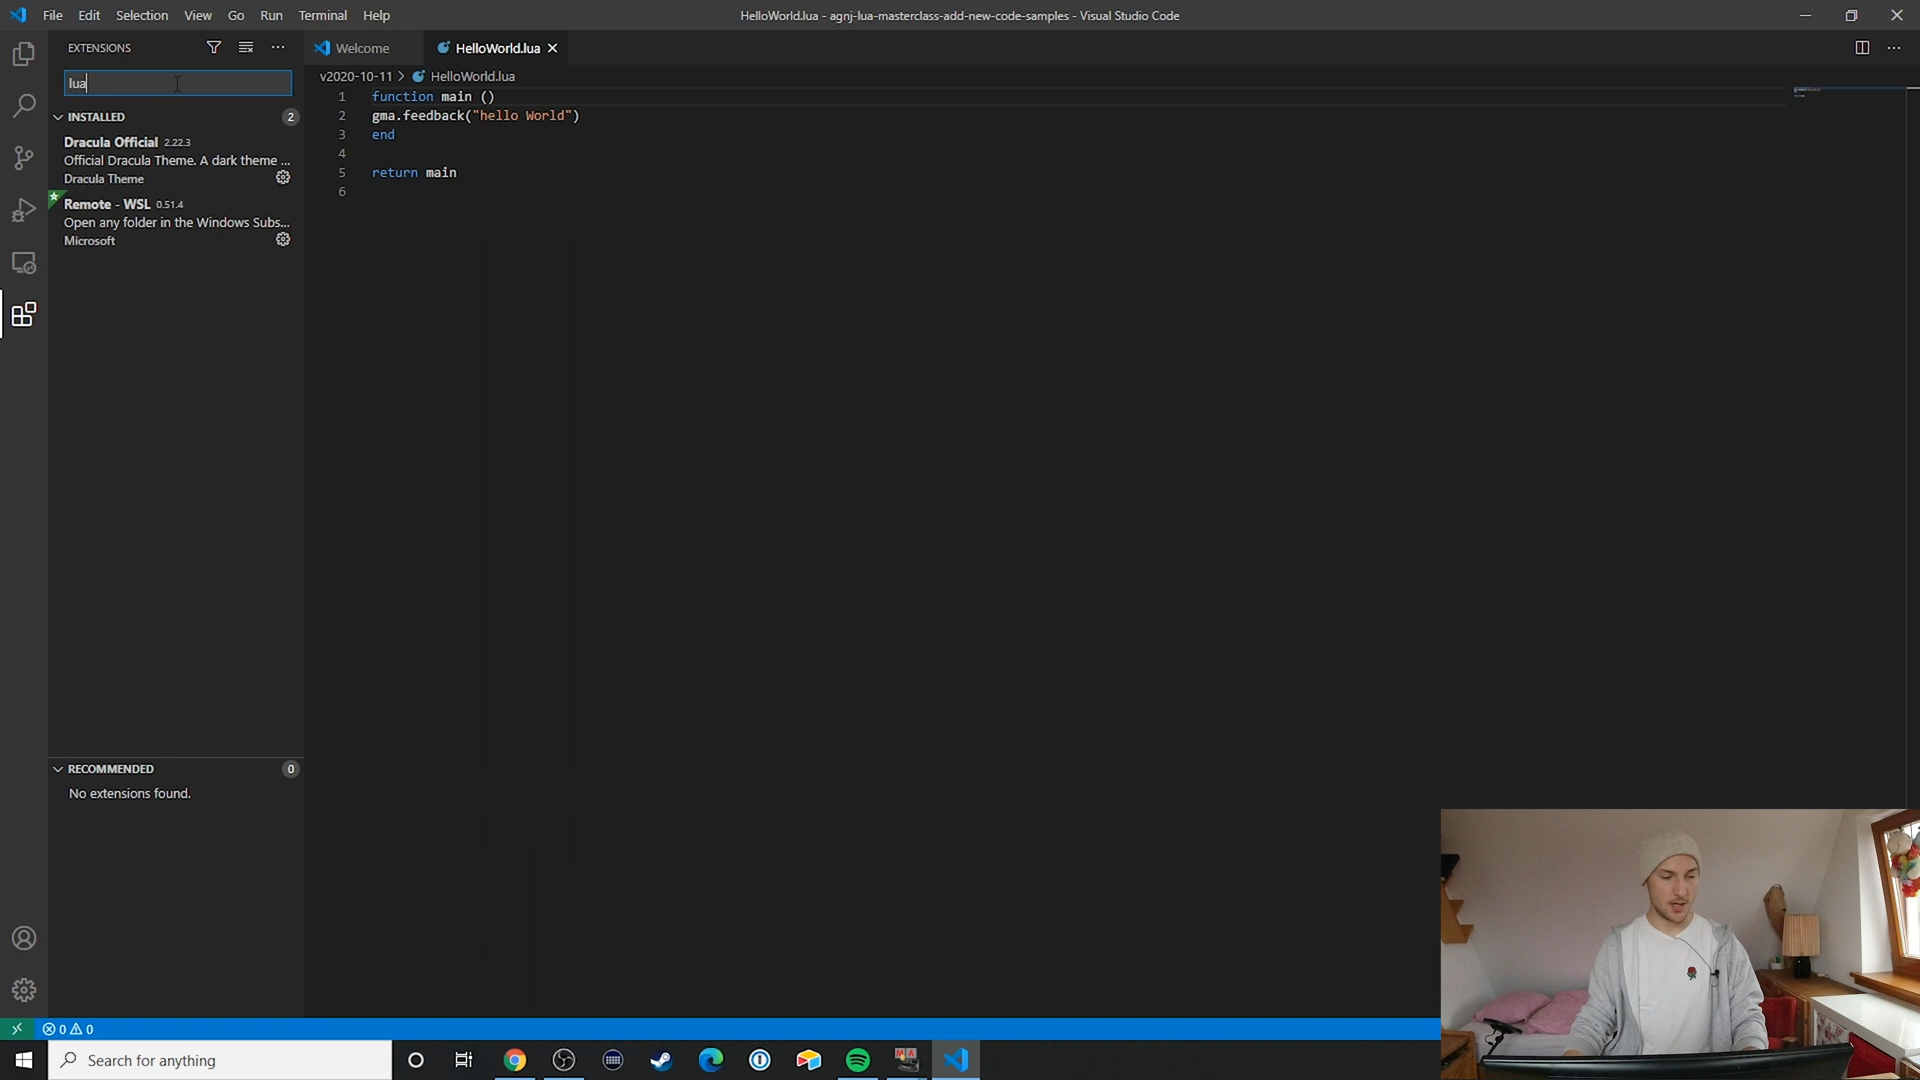 File Edit Selection View Go Run Terminal Help
HelloWorld.lua - agnj-lua-masterclass-add-new-code-samples - Visual Studio Code
EXTENSIONS
Welcome
HelloWorld.lua
lua
v2020-10-11 > HelloWorld.lua
INSTALLED 2
Dracula Official 2.22.3
Official Dracula Theme. A dark theme ...
Dracula Theme
Remote - WSL 0.51.4
Open any folder in the Windows Subs...
Microsoft
1 function main ()
2 gma.feedback("hello World")
3 end
4
5 return main
6
RECOMMENDED 0
No extensions found.
0 0
Search for anything